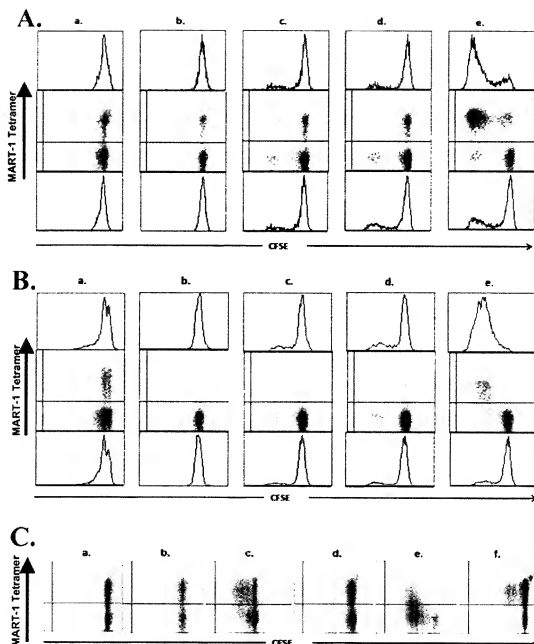 A.
a. b. c. d. e.
MART-1 Tetramer
CFSE
B.
a. b. c. d. e.
MART-1 Tetramer
CFSE
C.
a. b. c. d. e. f.
MART-1 Tetramer
CFSE